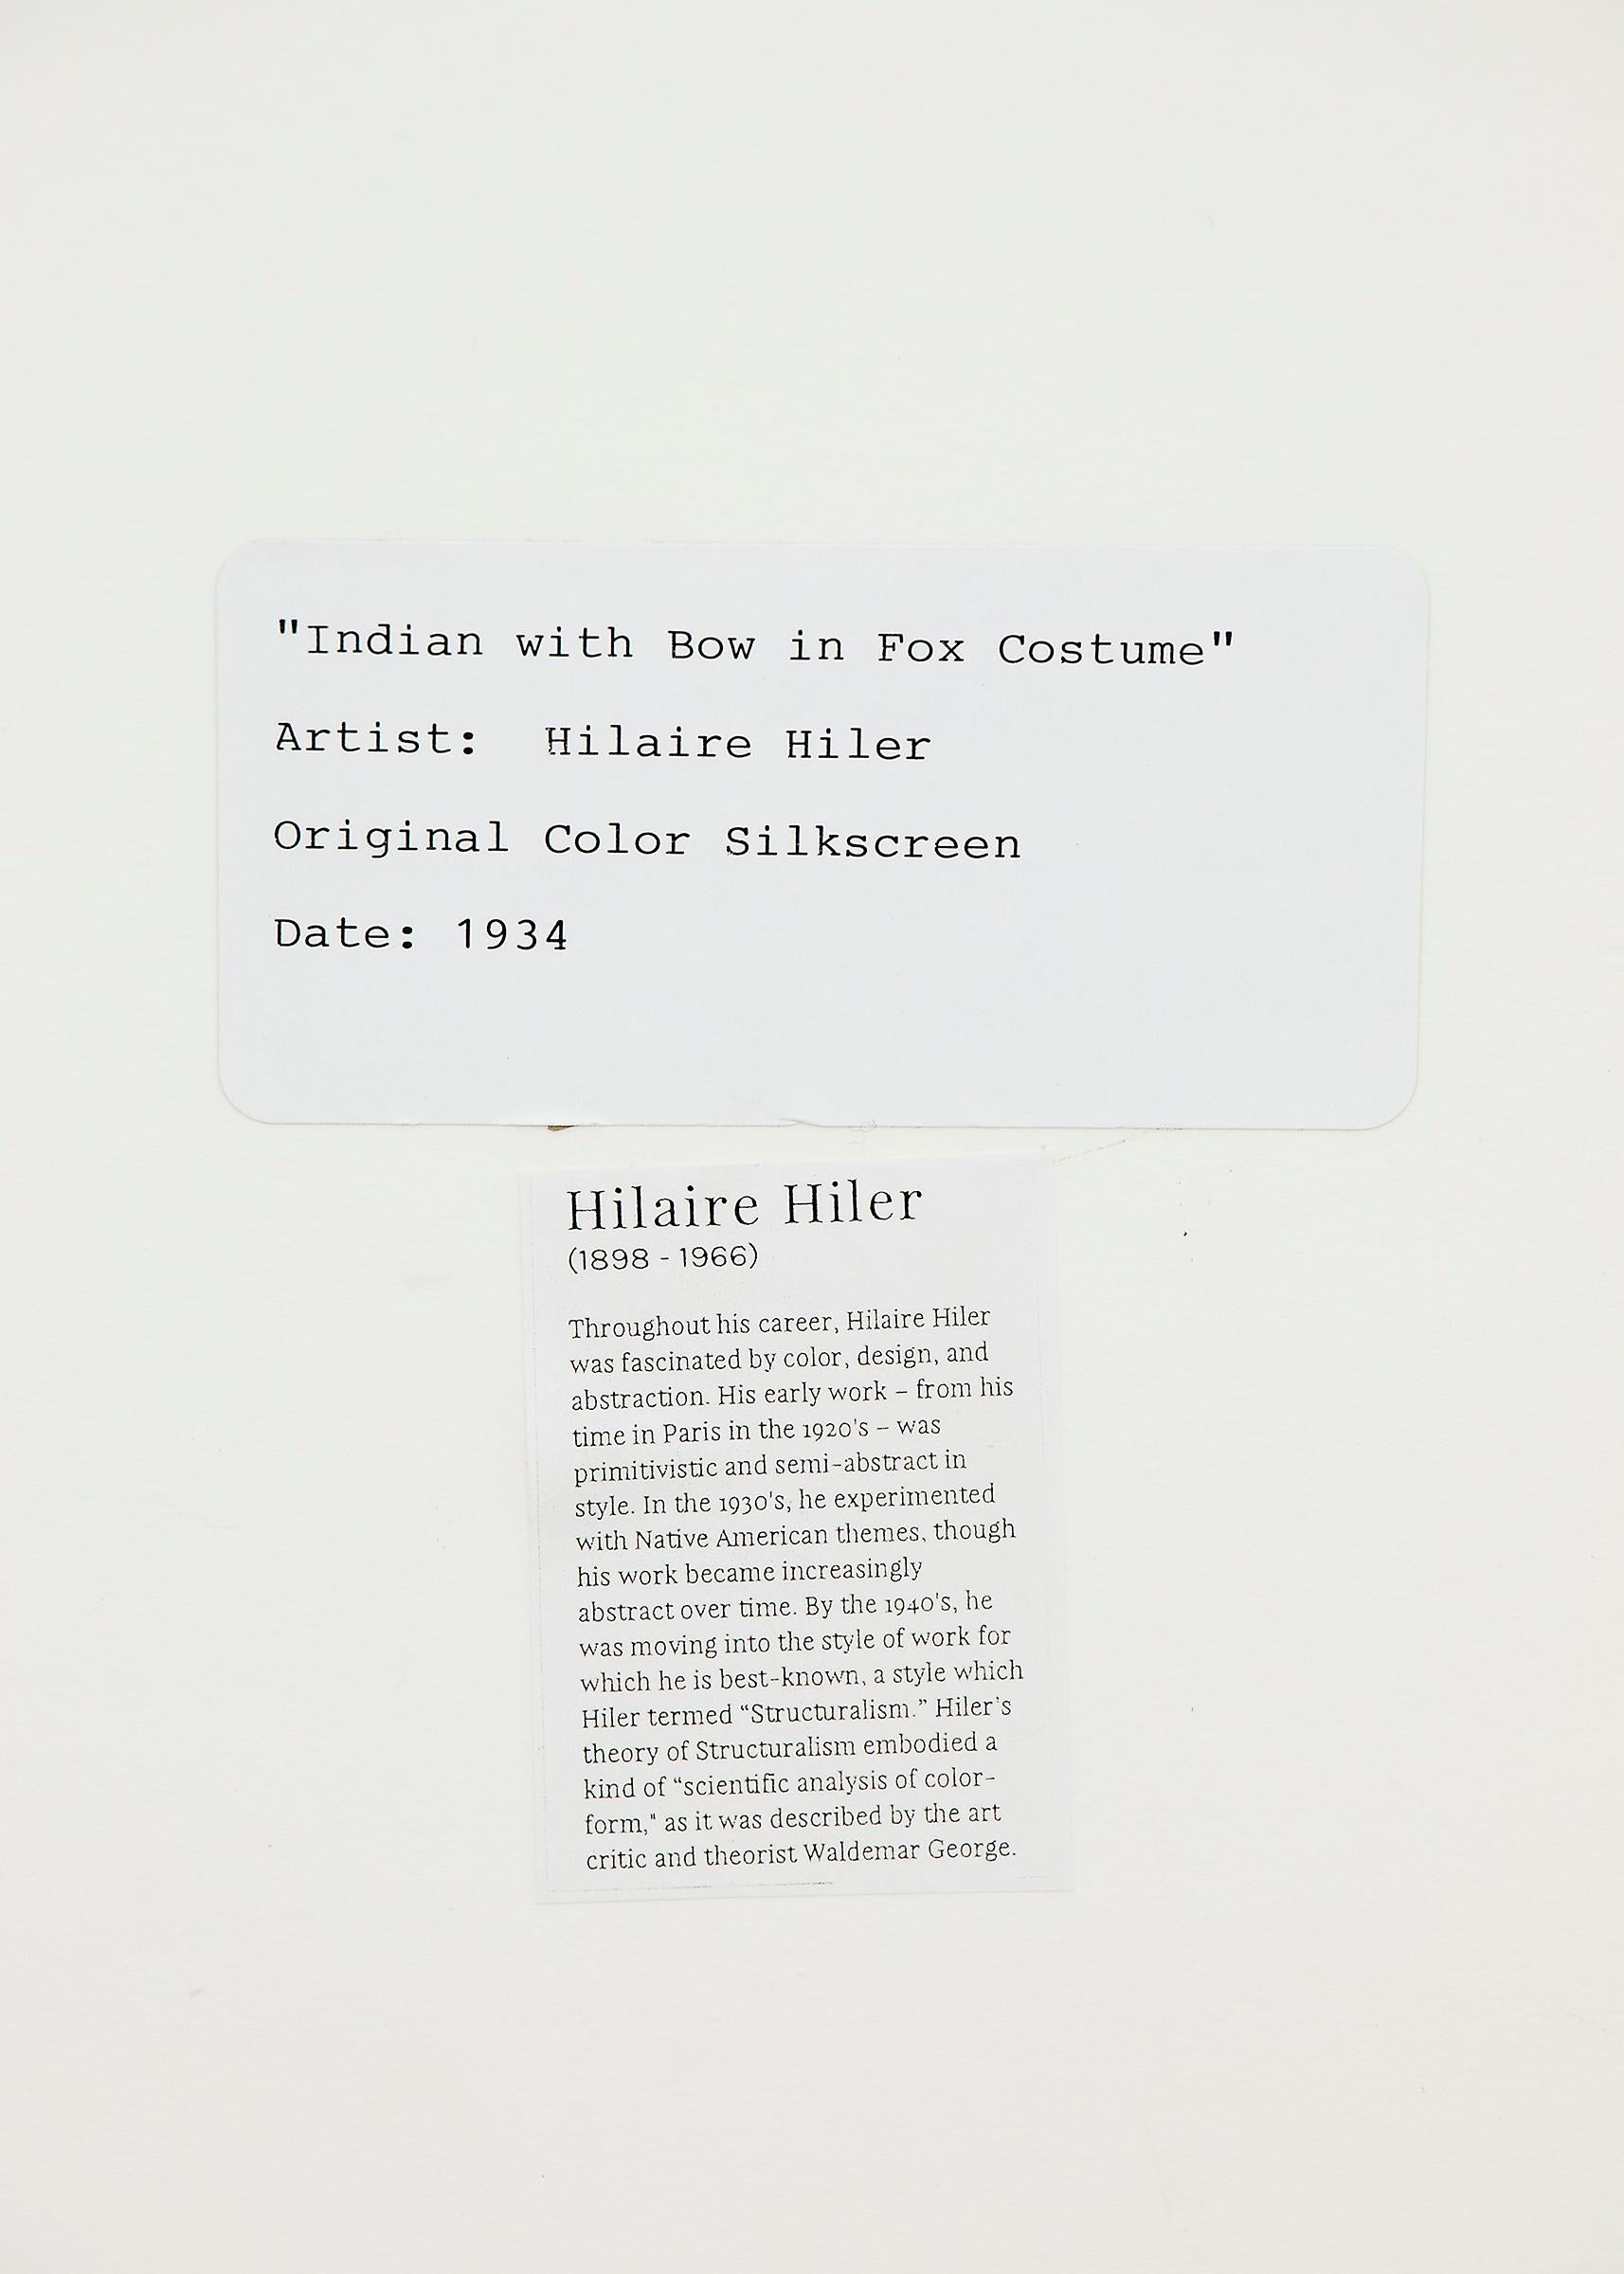 "Indian with Bow in Fox Costume"
Artist:  Hilaire Hiler
Original Color Silkscreen
Date: 1934
Hilaire Hiler
(1898 - 1966)
Throughout his career, Hilaire Hiler
was fascinated by color, design, and
abstraction. His early work – from his
time in Paris in the 1920's – was
primitivistic and semi-abstract in
style. In the 1930's, he experimented
with Native American themes, though
his work became increasingly
abstract over time. By the 1940's, he
was moving into the style of work for
which he is best-known, a style which
Hiler termed “Structuralism.” Hiler's
theory of Structuralism embodied a
kind of “scientific analysis of color-
form," as it was described by the art
critic and theorist Waldemar George.